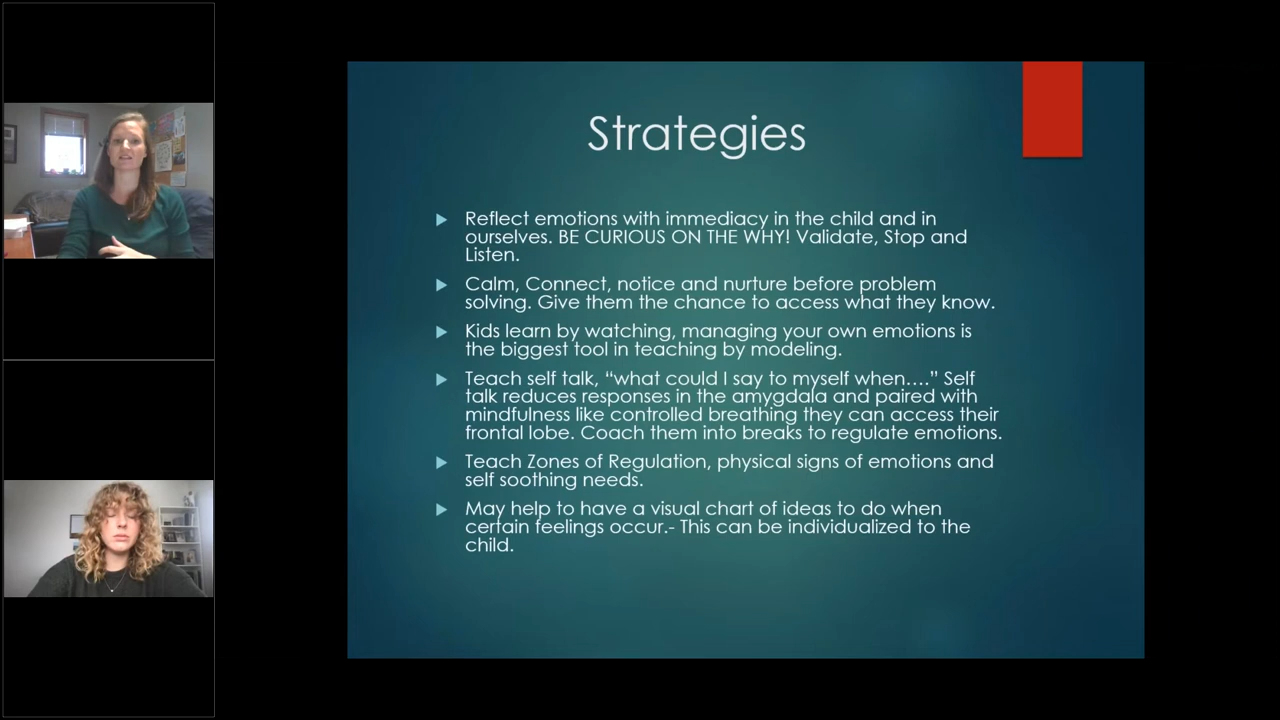 Strategies
Reflect emotions with immediacy in the child and in
ourselves. BE CURIOUS ON THE WHY! Validate, Stop and
Listen.
Calm, Connect, notice and nurture before problem
solving. Give them the chance to access what they know.
Kids learn by watching, managing your own emotions is
the biggest tool in teaching by modeling.
Teach self talk, “what could I say to myself when….” Self
talk reduces responses in the amygdala and paired with
mindfulness like controlled breathing they can access their
frontal lobe. Coach them into breaks to regulate emotions.
Teach Zones of Regulation, physical signs of emotions and
self soothing needs.
May help to have a visual chart of ideas to do when
certain feelings occur.- This can be individualized to the
child.